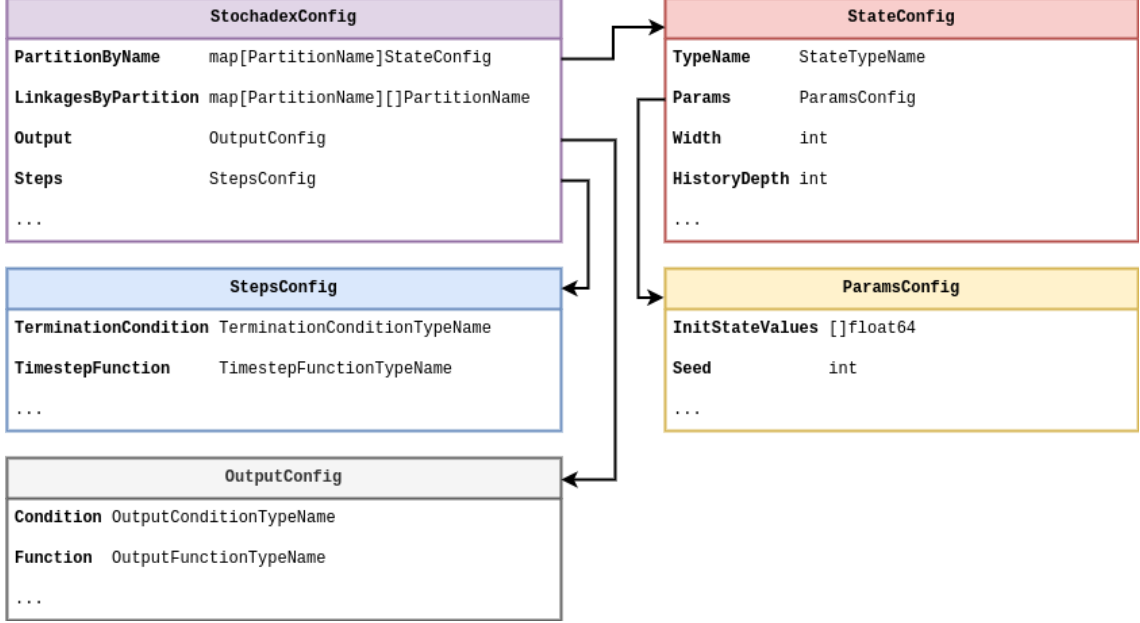 StochadexConfig
PartitionByName map[PartitionName]StateConfig
LinkagesByPartition map[PartitionName][]PartitionName
Output OutputConfig
Steps StepsConfig
...
StateConfig
TypeName StateTypeName
Params ParamsConfig
Width int
HistoryDepth int
...
StepsConfig
TerminationCondition TerminationConditionTypeName
TimestepFunction TimestepFunctionTypeName
...
ParamsConfig
InitStateValues []float64
Seed int
...
OutputConfig
Condition OutputConditionTypeName
Function OutputFunctionTypeName
...